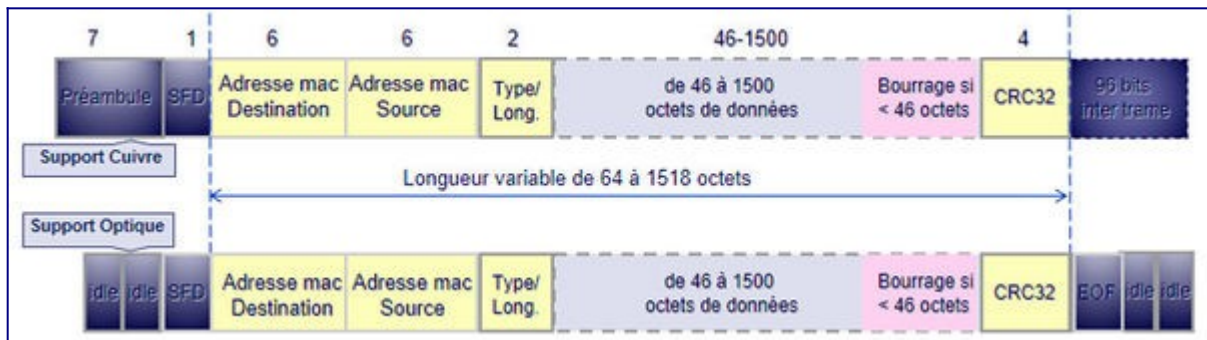 7 1 6 6 2 46-1500 4
Préambule SFD Adresse mac Destination Adresse mac Source Type/ Long. de 46 à 1500 octets de données Bourrage si < 46 octets CRC32 96 bits inter trame
Support Cuivre
Longueur variable de 64 à 1518 octets
Support Optique
idle idle SFD Adresse mac Destination Adresse mac Source Type/ Long. de 46 à 1500 octets de données Bourrage si < 46 octets CRC32 EOF idle idle